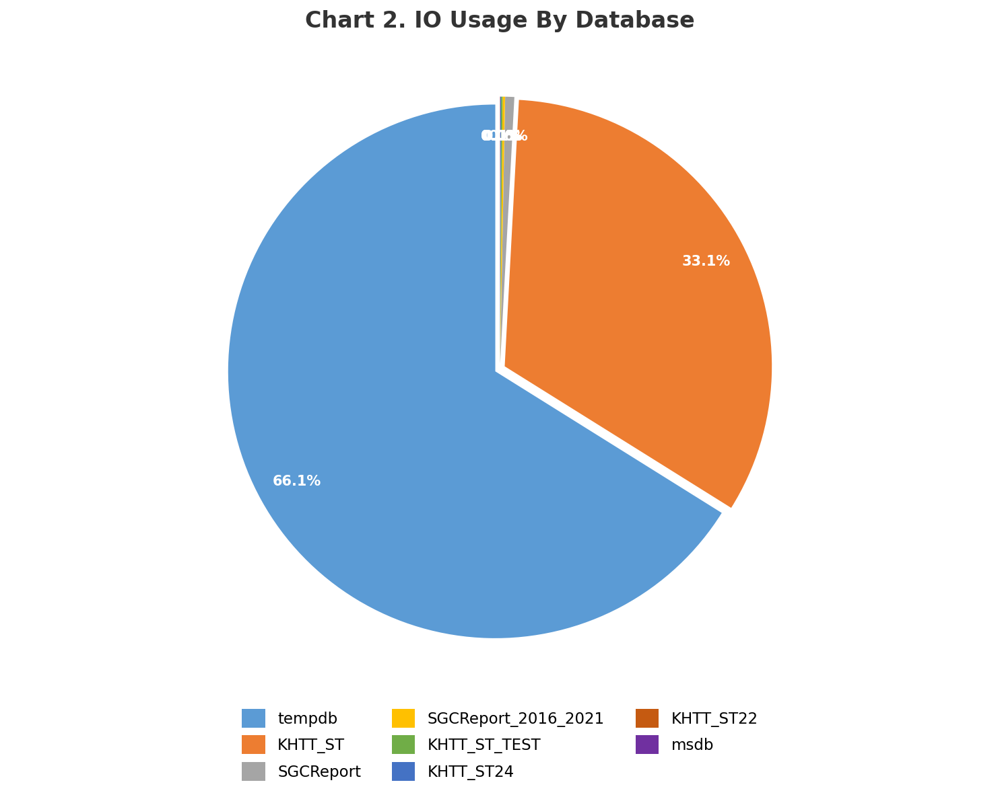 Chart 2. IO Usage By Database
33.1%
66.1%
tempdb
KHTT_ST
SGCReport
SGCReport_2016_2021
KHTT_ST_TEST
KHTT_ST24
KHTT_ST22
msdb